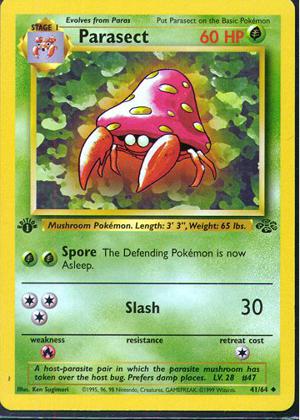 Evolves from Paras
Put Parasect on the Basic Pokémon
STAGE 1
Parasect
60 HP
Mushroom Pokémon. Length: 3' 3", Weight: 65 lbs.
EDITION
1
Spore The Defending Pokémon is now
Asleep.
Slash 30
weakness
resistance
retreat cost
A host-parasite pair in which the parasite mushroom has
taken over the host bug. Prefers damp places. LV. 28 #47
Illus. Ken Sugimori
©1995, 96, 98 Nintendo, Creatures, GAMEFREAK. ©1999 Wizards.
41/64